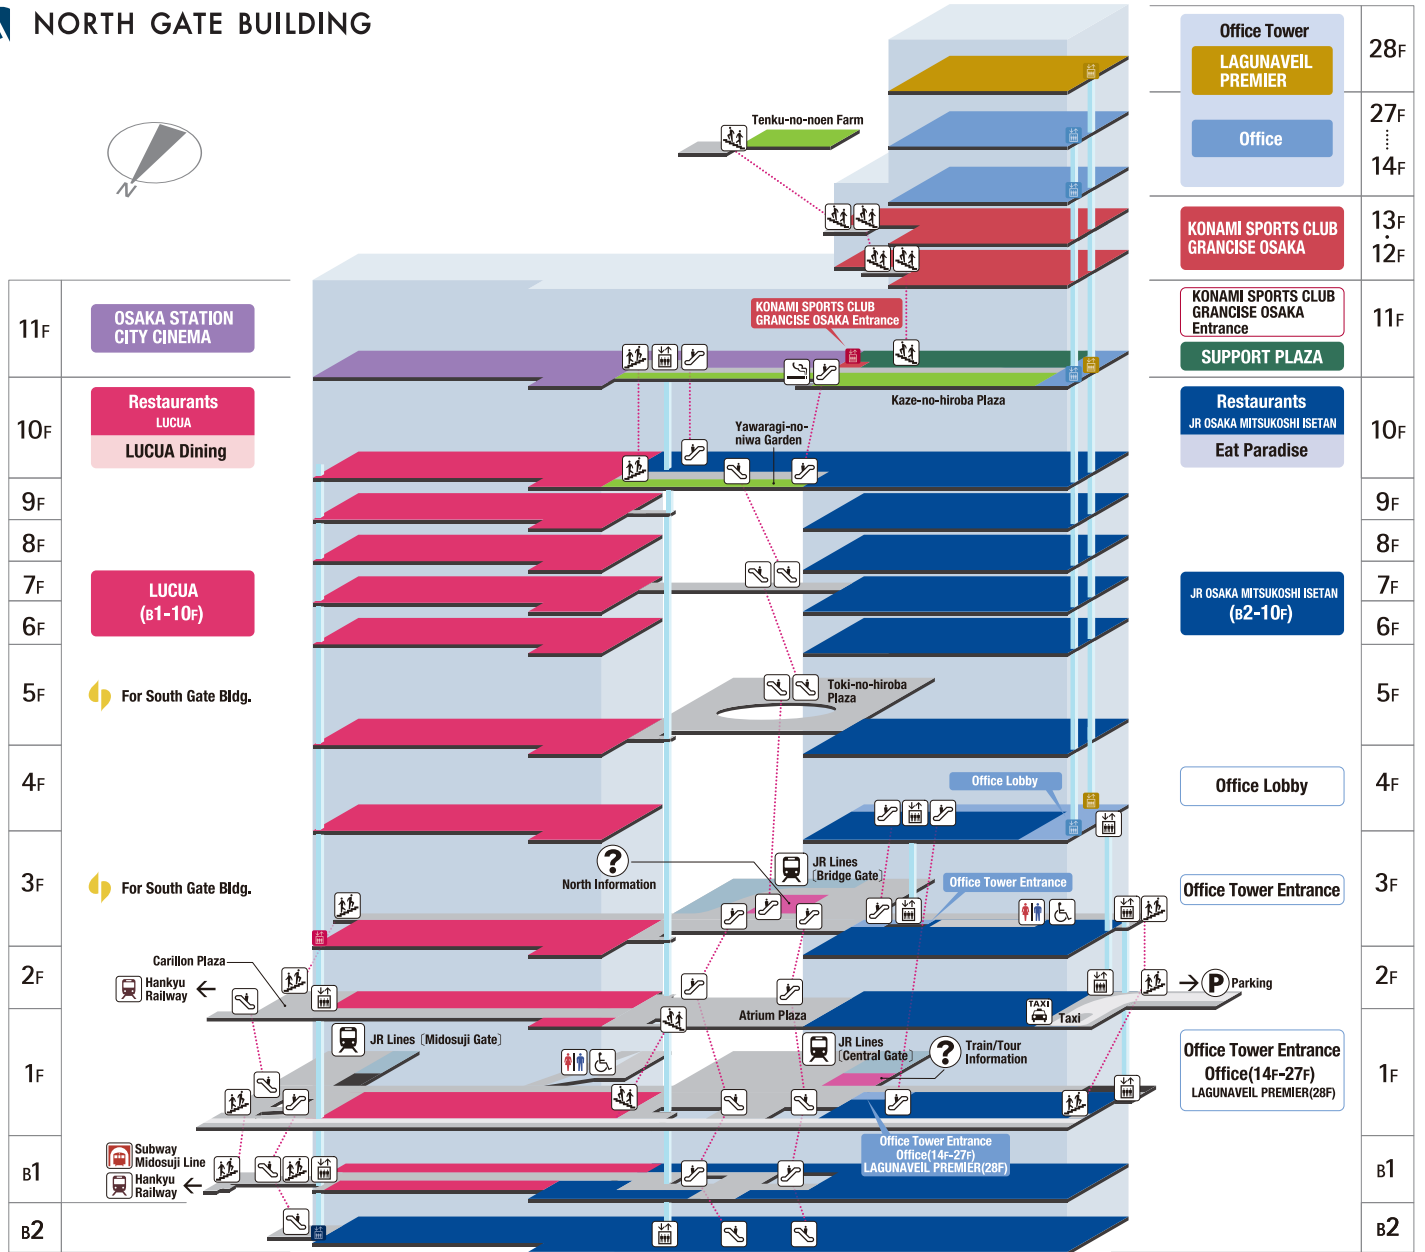 NORTH GATE BUILDING
N
Office Tower
LAGUNAVEIL
PREMIER
28F
Office
27F
14F
KONAMI SPORTS CLUB
GRANCISE OSAKA
13F
12F
KONAMI SPORTS CLUB
GRANCISE OSAKA
Entrance
SUPPORT PLAZA
11F
Restaurants
JR OSAKA MITSUKOSHI ISETAN
Eat Paradise
10F
9F
8F
7F
6F
JR OSAKA MITSUKOSHI ISETAN
(B2-10F)
5F
Office Lobby
4F
Office Tower Entrance
3F
2F
Office Tower Entrance
Office(14F-27F)
LAGUNAVEIL PREMIER(28F)
1F
B1
B2
11F
OSAKA STATION
CITY CINEMA
10F
Restaurants
LUCUA
LUCUA Dining
9F
8F
7F
6F
LUCUA
(B1-10F)
5F
For South Gate Bldg.
4F
3F
For South Gate Bldg.
2F
1F
B1
B2
Tenku-no-noen Farm
KONAMI SPORTS CLUB
GRANCISE OSAKA Entrance
Kaze-no-hiroba Plaza
Yawaragi-no-
niwa Garden
Toki-no-hiroba
Plaza
Office Lobby
?
North Information
JR Lines
[Bridge Gate]
Office Tower Entrance
Carillon Plaza
Hankyu
Railway
Atrium Plaza
TAXI
Taxi
P
Parking
JR Lines [Midosuji Gate]
JR Lines
[Central Gate]
?
Train/Tour
Information
Office Tower Entrance
Office(14F-27F)
LAGUNAVEIL PREMIER(28F)
Subway
Midosuji Line
Hankyu
Railway